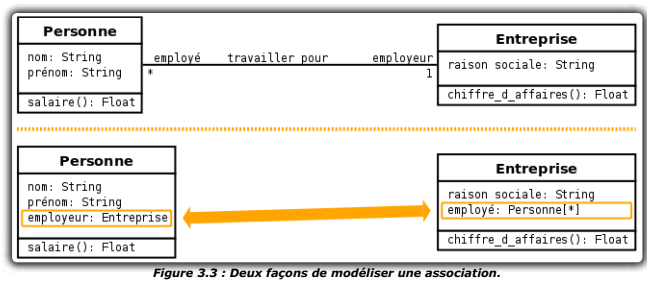 Personne
nom: String
prénom: String
salaire(): Float
employé travailler pour employeur
* 1
Entreprise
raison sociale: String
chiffre_d_affaires(): Float
Personne
nom: String
prénom: String
employeur: Entreprise
salaire(): Float
Entreprise
raison sociale: String
employé: Personne[*]
chiffre_d_affaires(): Float
Figure 3.3 : Deux façons de modéliser une association.